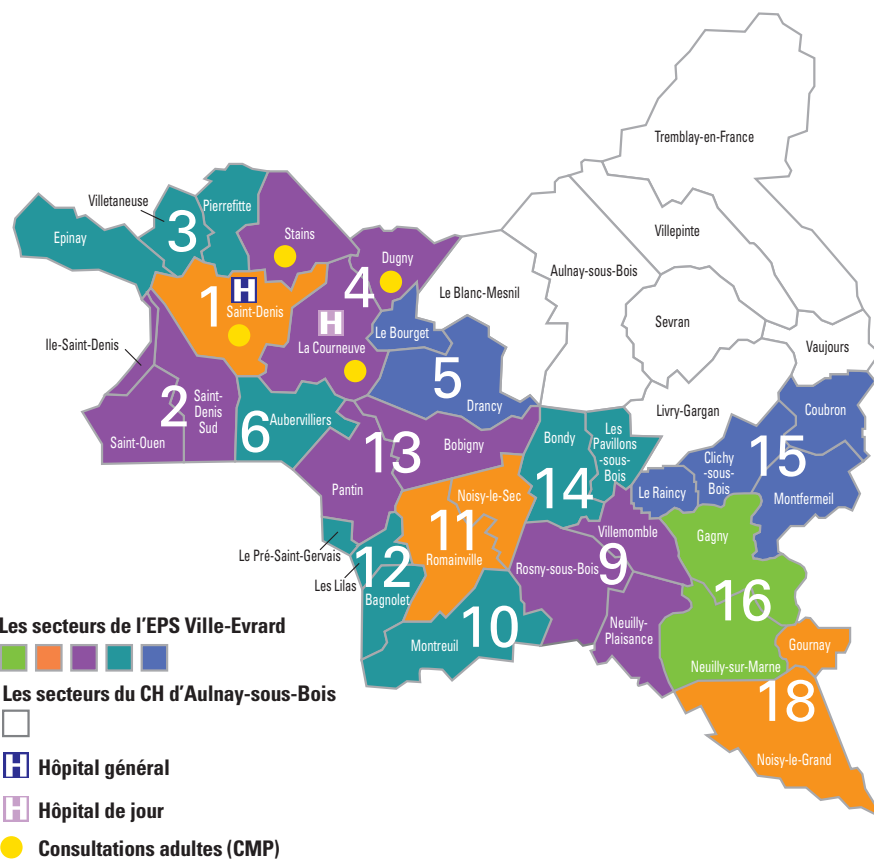 Tremblay-en-France
Villetaneuse
Pierrefitte
Stains
Villepinte
3
Epinay
Dugny
Aulnay-sous-Bois
4
Le Blanc-Mesnil
H
1
Saint-Denis
H
Sevran
Le Bourget
Ile-Saint-Denis
La Courneuve
Vaujours
5
Drancy
2
Saint-
Denis
Sud
Livry-Gargan
Coubron
6
Aubervilliers
Saint-Ouen
Bobigny
Bondy
Les
Pavillons
-sous-
Bois
15
13
Clichy
-sous-
Bois
Pantin
Noisy-le-Sec
14
Le Raincy
Montfermeil
11
Villemomble
Gagny
Le Pré-Saint-Gervais
Romainville
12
Rosny-sous-Bois
9
Les Lilas
Bagnolet
16
Les secteurs de l'EPS Ville-Evrard
10
Neuilly-
Plaisance
Montreuil
Gournay
Neuilly-sur-Marne
Les secteurs du CH d'Aulnay-sous-Bois
18
Noisy-le-Grand
H Hôpital général
H Hôpital de jour
Consultations adultes (CMP)